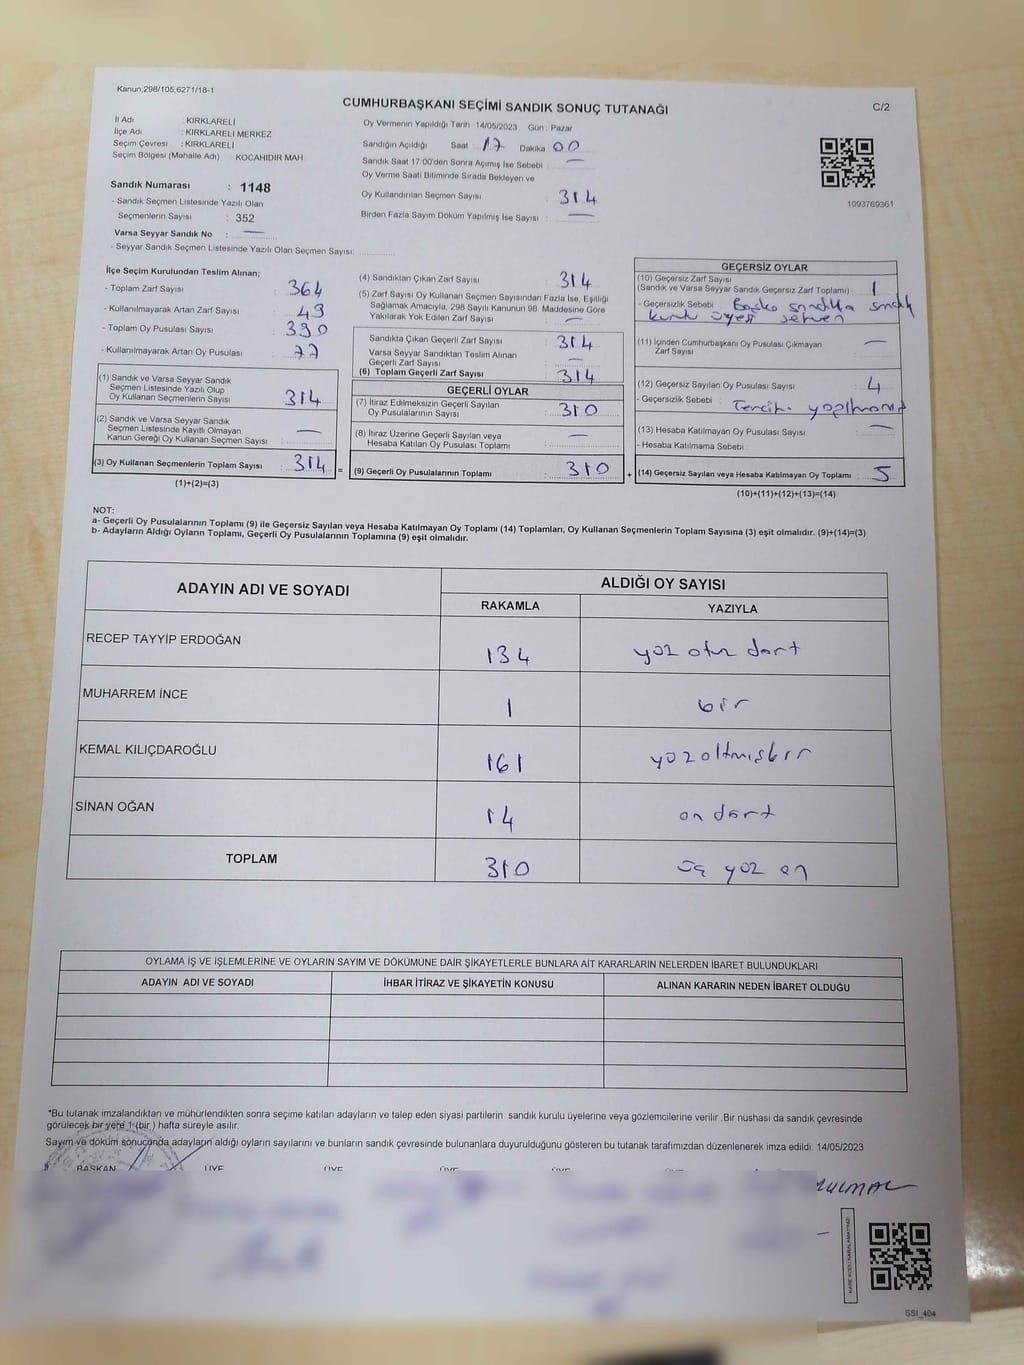 Kanun,298/105,6271/18-1
CUMHURBAŞKANI SEÇİMİ SANDIK SONUÇ TUTANAĞI
C/2
İl Adı : KIRKLARELİ
İlçe Adı : KIRKLARELİ MERKEZ
Seçim Çevresi : KIRKLARELİ
Seçim Bölgesi (Mahalle Adı) KOCAHIDIR MAH.
Sandık Numarası : 1148
- Sandık Seçmen Listesinde Yazılı Olan
Seçmenlerin Sayısı : 352
Varsa Seyyar Sandık No : —
- Seyyar Sandık Seçmen Listesinde Yazılı Olan Seçmen Sayısı:
Oy Vermenin Yapıldığı Tarih 14/05/2023 Gün: Pazar
Sandığın Açıldığı Saat 17 Dakika 00
Sandık Saat 17:00'den Sonra Açımış İse Sebebi : —
Oy Verme Saati Bitiminde Sırada Bekleyen ve
Oy Kullandırılan Seçmen Sayısı : 314
Birden Fazla Sayım Döküm Yapılmış İse Sayısı : —
1093769361
İlçe Seçim Kurulundan Teslim Alınan;
- Toplam Zarf Sayısı : 364
- Kullanılmayarak Artan Zarf Sayısı : 49
- Toplam Oy Pusulası Sayısı : 390
- Kullanılmayarak Artan Oy Pusulası : 77
(1) Sandık ve Varsa Seyyar Sandık
Seçmen Listesinde Yazılı Olup
Oy Kullanan Seçmenlerin Sayısı : 314
(2) Sandık ve Varsa Seyyar Sandık
Seçmen Listesinde Kayıtlı Olmayan
Kanun Gereği Oy Kullanan Seçmen Sayısı : —
(3) Oy Kullanan Seçmenlerin Toplam Sayısı : 314 =
(1)+(2)=(3)
(4) Sandıktan Çıkan Zarf Sayısı : 314
(5) Zarf Sayısı Oy Kullanan Seçmen Sayısından Fazla İse, Eşitliği
Sağlamak Amacıyla, 298 Sayılı Kanunun 98. Maddesine Göre
Yakılarak Yok Edilen Zarf Sayısı : —
Sandıkta Çıkan Geçerli Zarf Sayısı : 314
Varsa Seyyar Sandıktan Teslim Alınan
Geçerli Zarf Sayısı : —
(6) Toplam Geçerli Zarf Sayısı : 314
GEÇERLİ OYLAR
(7) İtiraz Edilmeksizin Geçerli Sayılan
Oy Pusulalarının Sayısı : 310
(8) İtiraz Üzerine Geçerli Sayılan veya
Hesaba Katılan Oy Pusulası Toplamı : —
(9) Geçerli Oy Pusulalarının Toplamı : 310 +
GEÇERSİZ OYLAR
(10) Geçersiz Zarf Sayısı
(Sandık ve Varsa Seyyar Sandık Geçersiz Zarf Toplamı) : 1
- Geçersizlik Sebebi : Başka sandıkta sandık
kurulu üyesi sehven
(11) İçinden Cumhurbaşkanı Oy Pusulası Çıkmayan
Zarf Sayısı —
(12) Geçersiz Sayılan Oy Pusulası Sayısı : 4
- Geçersizlik Sebebi : Tercih yapılmamış
(13) Hesaba Katılmayan Oy Pusulası Sayısı : —
- Hesaba Katılmama Sebebi :
(14) Geçersiz Sayılan veya Hesaba Katılmayan Oy Toplamı : 5
(10)+(11)+(12)+(13)=(14)
NOT:
a- Geçerli Oy Pusulalarının Toplamı (9) ile Geçersiz Sayılan veya Hesaba Katılmayan Oy Toplamı (14) Toplamları, Oy Kullanan Seçmenlerin Toplam Sayısına (3) eşit olmalıdır. (9)+(14)=(3)
b- Adayların Aldığı Oyların Toplamı, Geçerli Oy Pusulalarının Toplamına (9) eşit olmalıdır.
ADAYIN ADI VE SOYADI ALDIĞI OY SAYISI
RAKAMLA YAZIYLA
RECEP TAYYİP ERDOĞAN 134 yüz otuz dört
MUHARREM İNCE 1 bir
KEMAL KILIÇDAROĞLU 161 yüzaltmışbir
SİNAN OĞAN 14 on dört
TOPLAM 310 üç yüz on
OYLAMA İŞ VE İŞLEMLERİNE VE OYLARIN SAYIM VE DÖKÜMÜNE DAİR ŞİKAYETLERLE BUNLARA AİT KARARLARIN NELERDEN İBARET BULUNDUKLARI
ADAYIN ADI VE SOYADI İHBAR İTİRAZ VE ŞİKAYETİN KONUSU ALINAN KARARIN NEDEN İBARET OLDUĞU
*Bu tutanak imzalandıktan ve mühürlendikten sonra seçime katılan adayların ve talep eden siyasi partilerin sandık kurulu üyelerine veya gözlemcilerine verilir .Bir nüshası da sandık çevresinde
görülecek bir yere 1 (bir ) hafta süreyle asılır.
Sayım ve döküm sonucanda adayların aldığı oyların sayılarını ve bunların sandık çevresinde bulunanlara duyurulduğunu gösteren bu tutanak tarafımızdan düzenlenerek imza edildi. 14/05/2023
BAŞKAN ÜYE ÜYE ÜYE ÜYE ÜYE
SSI_404